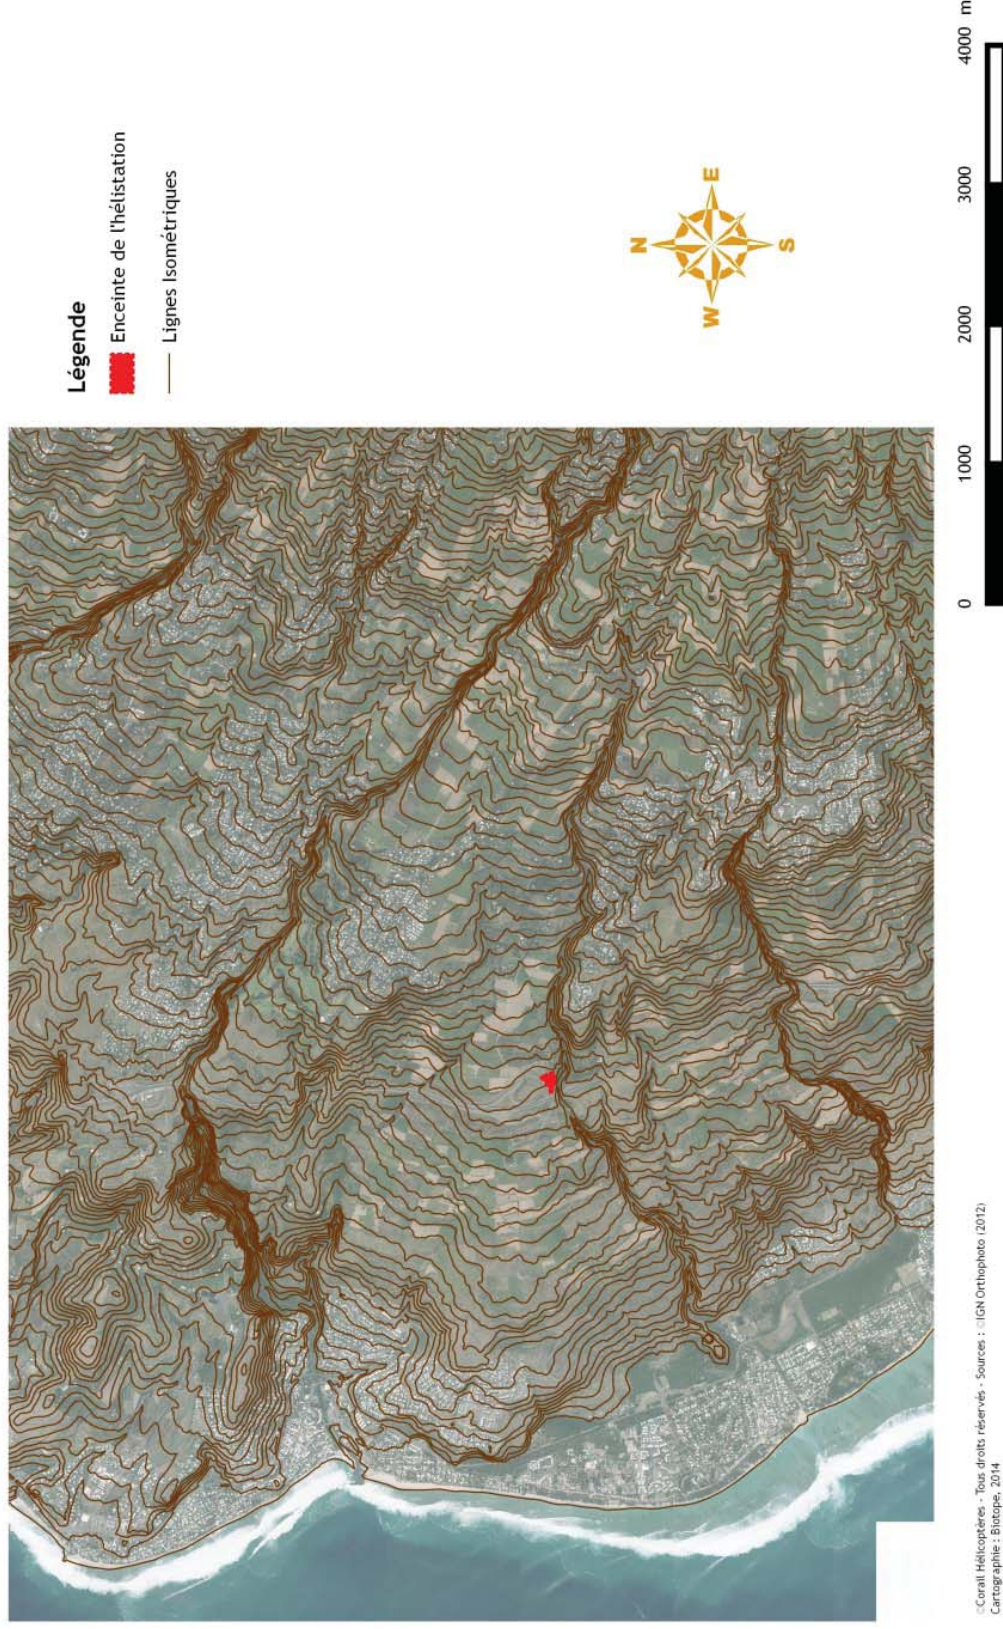 Légende
Enceinte de l'hélistation
Lignes Isométriques
N
W
E
S
0 1000 2000 3000 4000 m
©Corail Hélicoptères - Tous droits réservés - Sources : ©IGN Orthophoto (2012)
Cartographie : Biotope, 2014